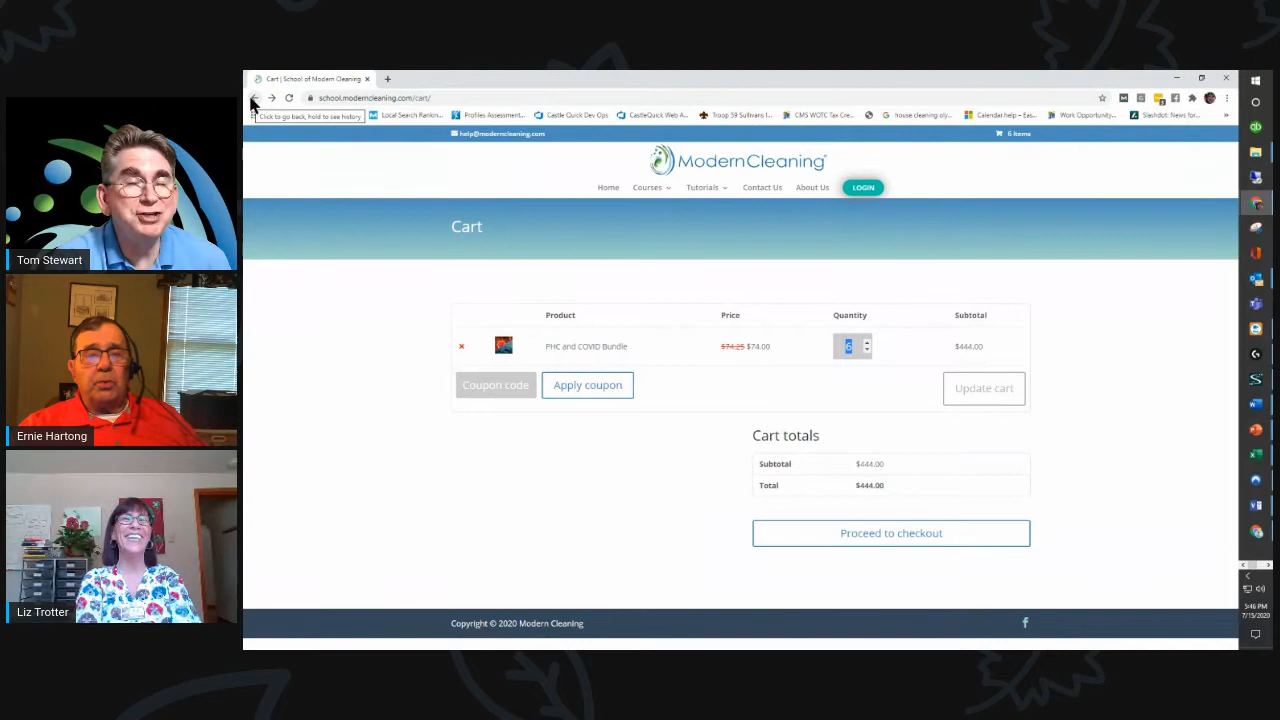 Cart | School of Modern Cleaning
school.moderncleaning.com/cart/
Click to go back, hold to see history
Local Search Rankin...
Profiles Assessment...
Castle Quick Dev Ops
CastleQuick Web A...
Troop 59 Sullivans I...
CMS WOTC Tax Cre...
house cleaning oly...
Calendar.help – Eas...
Work Opportunity...
Slashdot: News for...
help@moderncleaning.com
6 Items
ModernCleaning
Home
Courses
Tutorials
Contact Us
About Us
LOGIN
Cart
Product Price Quantity Subtotal
PHC and COVID Bundle $74.25 $74.00 6 $444.00
Coupon code
Apply coupon
Update cart
Cart totals
Subtotal $444.00
Total $444.00
Proceed to checkout
Copyright © 2020 Modern Cleaning
Tom Stewart
Ernie Hartong
Liz Trotter
5:46 PM
7/15/2020